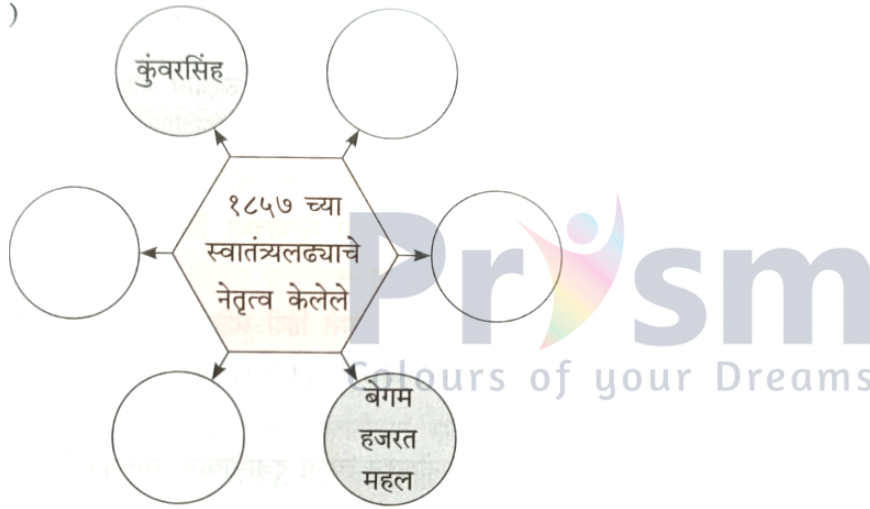 )
कुंवरसिंह
१८५७ च्या
स्वातंत्र्यलढ्याचे
नेतृत्व केलेले
बेगम
हजरत
महल
Prism
Colours of your Dreams